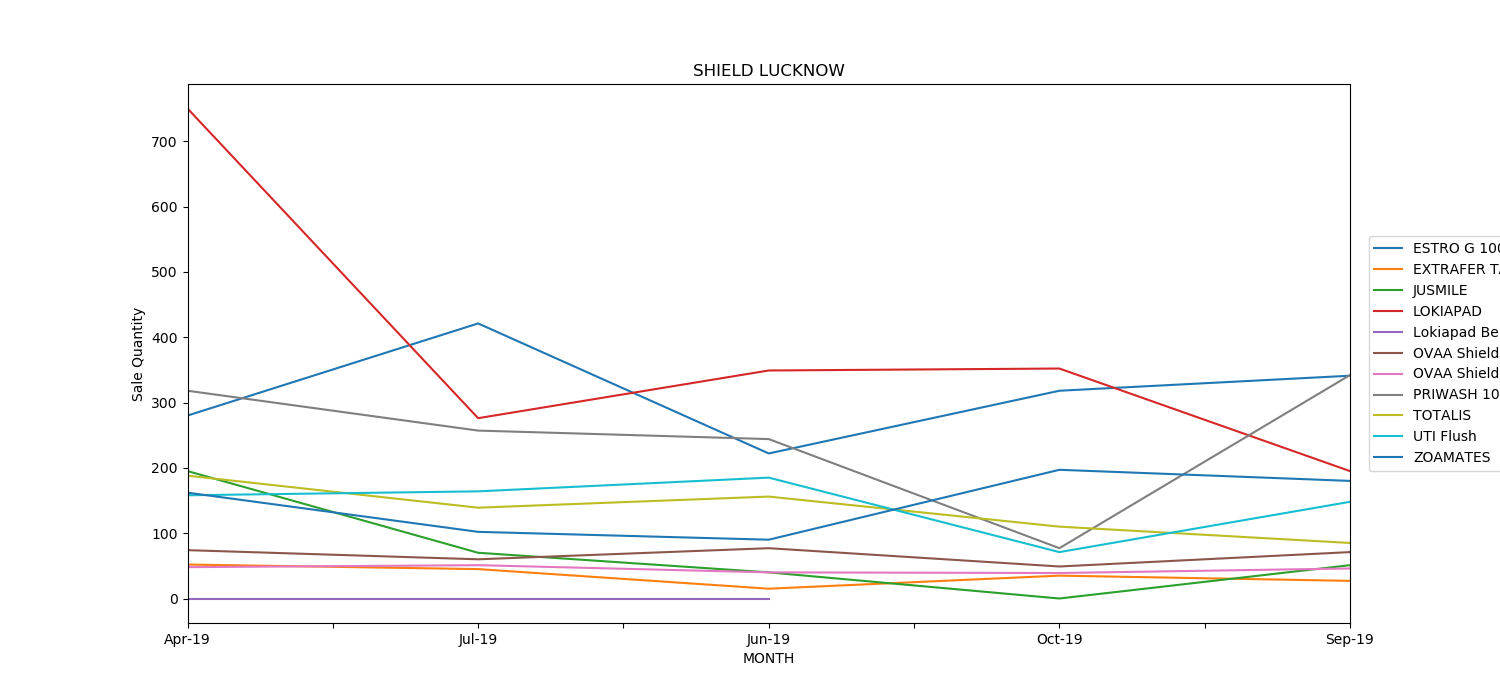 SHIELD LUCKNOW
700
600
500
400
300
200
100
0
Sale Quantity
Apr-19 Jul-19 Jun-19 Oct-19 Sep-19
MONTH
ESTRO G 100
EXTRAFER T
JUSMILE
LOKIAPAD
Lokiapad Be
OVAA Shield
OVAA Shield
PRIWASH 10
TOTALIS
UTI Flush
ZOAMATES